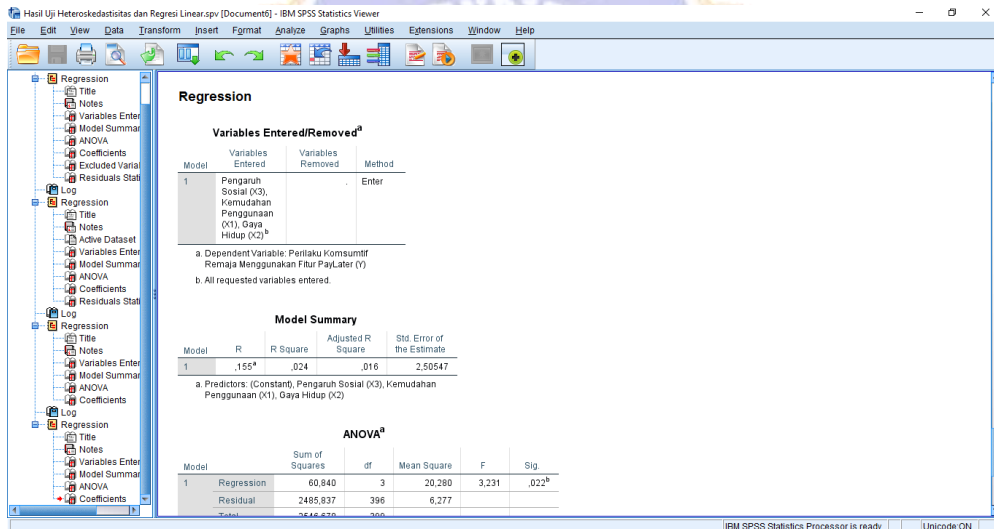 Hasil Uji Heteroskedastisitas dan Regresi Linear.spv [Document6] - IBM SPSS Statistics Viewer
File Edit View Data Transform Insert Format Analyze Graphs Utilities Extensions Window Help
Regression
Title
Notes
Variables Enter
Model Summar
ANOVA
Coefficients
Excluded Varial
Residuals Stati
Log
Regression
Title
Notes
Active Dataset
Variables Enter
Model Summar
ANOVA
Coefficients
Residuals Stati
Log
Regression
Title
Notes
Variables Enter
Model Summar
ANOVA
Coefficients
Log
Regression
Title
Notes
Variables Enter
Model Summar
ANOVA
Coefficients
Regression
Variables Entered/Removedᵃ
Model Variables Entered Variables Removed Method
1 Pengaruh Sosial (X3), Kemudahan Penggunaan (X1), Gaya Hidup (X2)ᵇ . Enter
a. Dependent Variable: Perilaku Komsumtif
Remaja Menggunakan Fitur PayLater (Y)
b. All requested variables entered.
Model Summary
Model R R Square Adjusted R Square Std. Error of the Estimate
1 ,155ᵃ ,024 ,016 2,50547
a. Predictors: (Constant), Pengaruh Sosial (X3), Kemudahan
Penggunaan (X1), Gaya Hidup (X2)
ANOVAᵃ
Model Sum of Squares df Mean Square F Sig.
1 Regression 60,840 3 20,280 3,231 ,022ᵇ
Residual 2485,837 396 6,277
IBM SPSS Statistics Processor is ready Unicode:ON